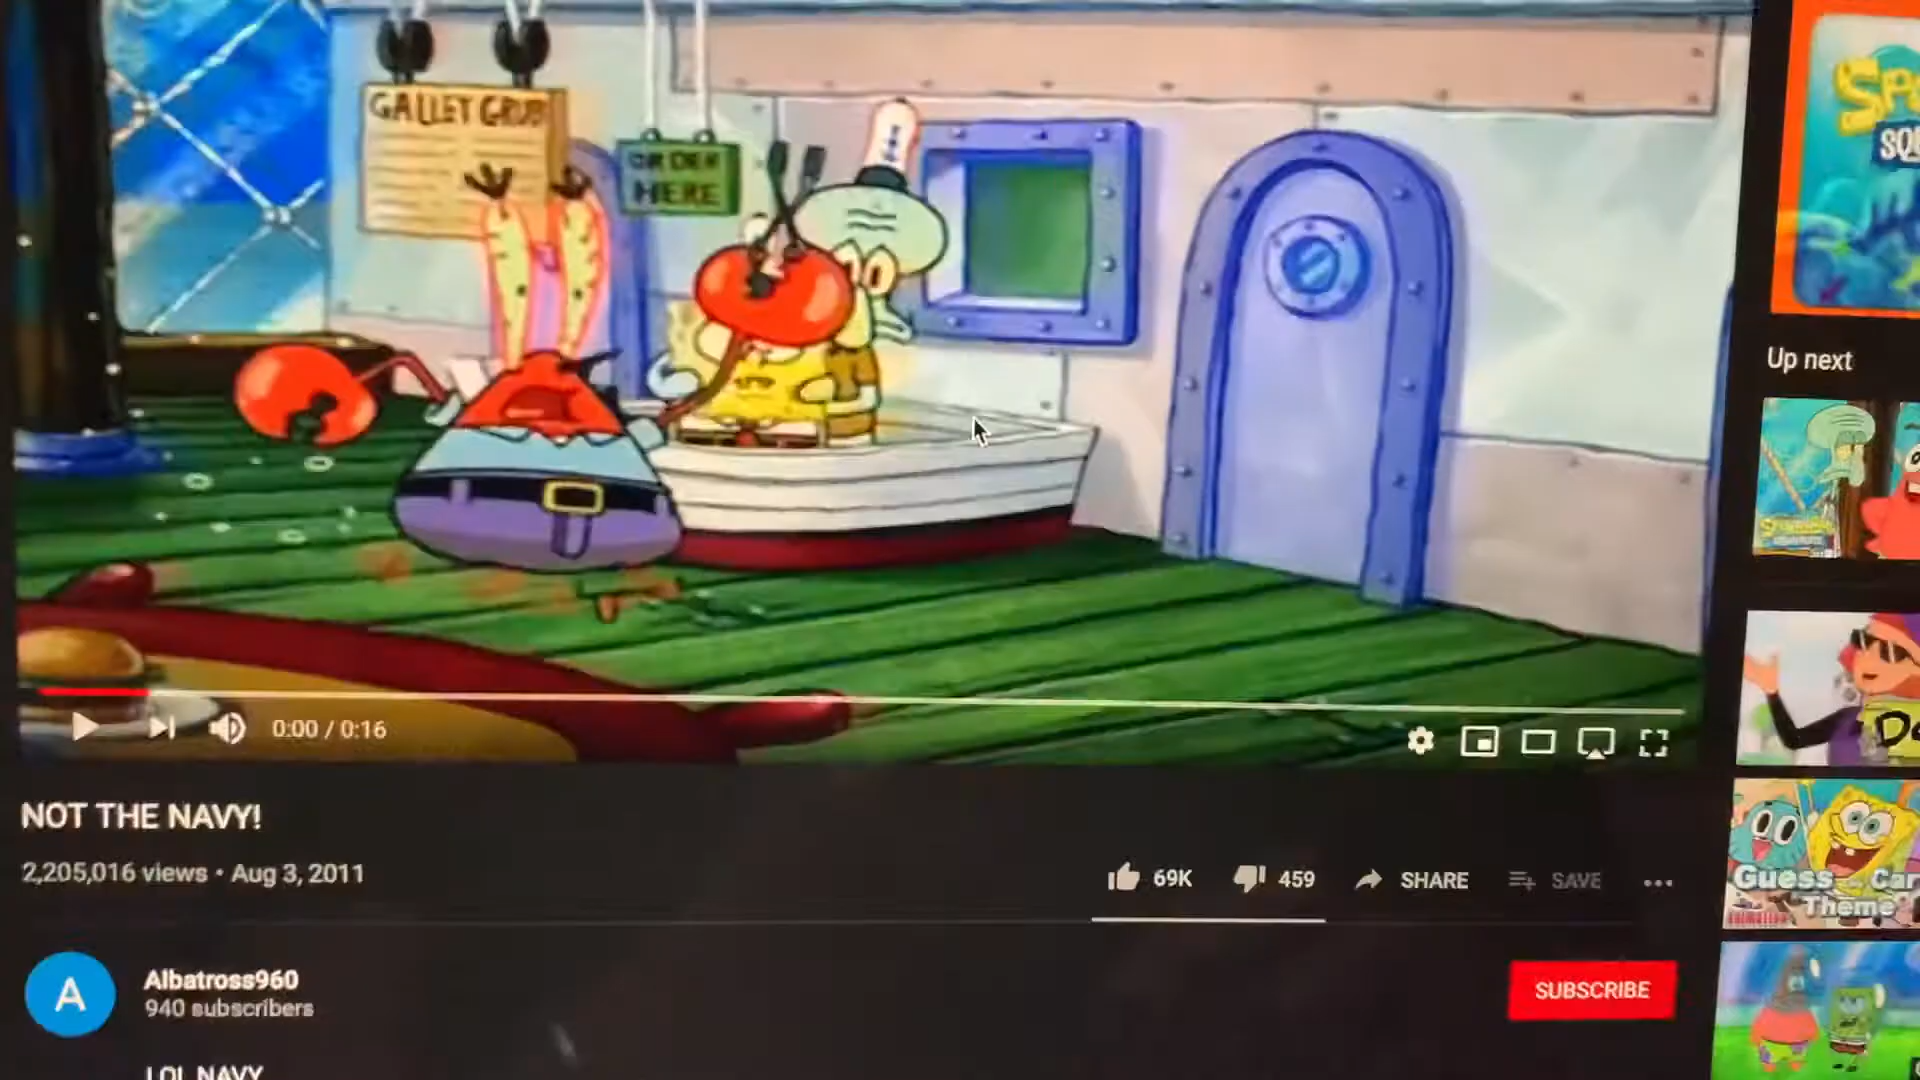 GALLEY GRUB
ORDER
HERE
Up next
0:00 / 0:16
NOT THE NAVY!
2,205,016 views • Aug 3, 2011
69K
459
SHARE
SAVE
A
Albatross960
940 subscribers
SUBSCRIBE
LOL NAVY
Guess
Car
Theme